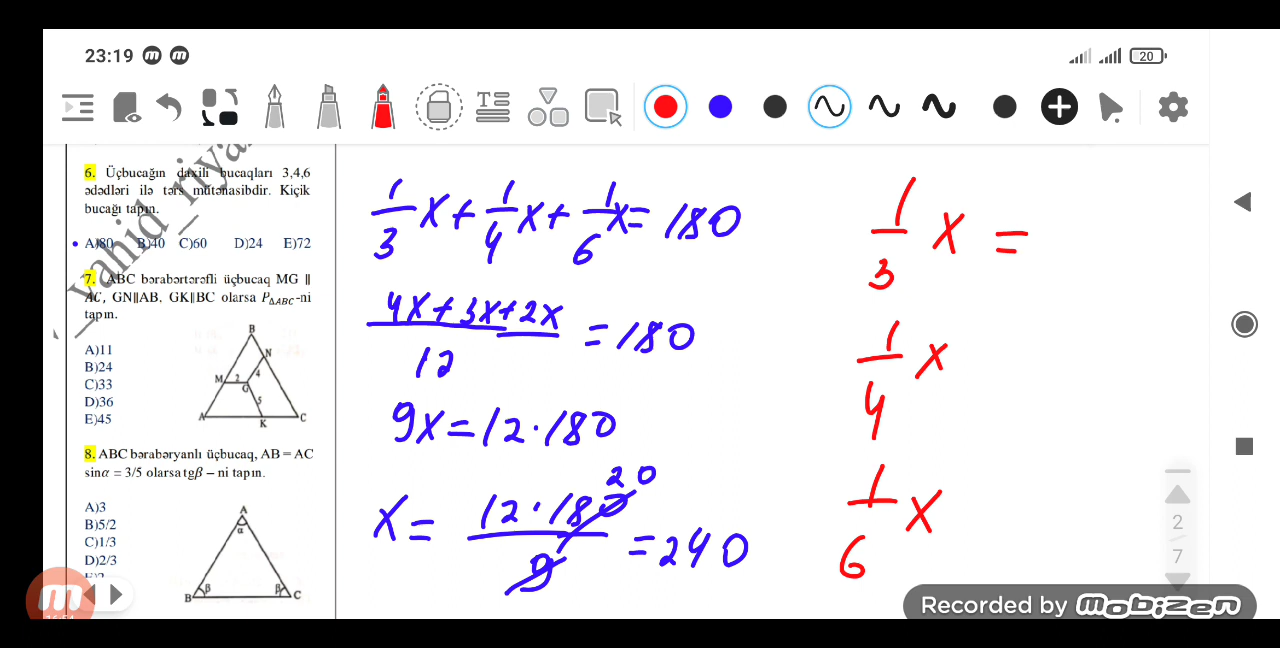 23:19
20
T
_vahid_riya
6. Üçbucağın daxili bucaqları 3,4,6
ədədləri ilə tərs mütənasibdir. Kiçik
bucağı tapın.
A)80 B)40 C)60 D)24 E)72
7. ABC bərabərtərəfli üçbucaq MG ||
AC, GN||AB. GK||BC olarsa P△ABC-ni
tapın.
A)11
B)24
C)33
D)36
E)45
B
N
M 2 4
G
5
A K C
8. ABC bərabəryanlı üçbucaq, AB = AC
sinα = 3/5 olarsa tgβ – ni tapın.
A)3
B)5/2
C)1/3
D)2/3
A
α
B β β C
1/3 x + 1/4 x + 1/6 x = 180
4x + 3x + 2x / 12 = 180
9x = 12 · 180
x = 12 · 180 / 9 = 240
20
1
1/3 x =
1/4 x
1/6 x
2
7
Recorded by mobizen